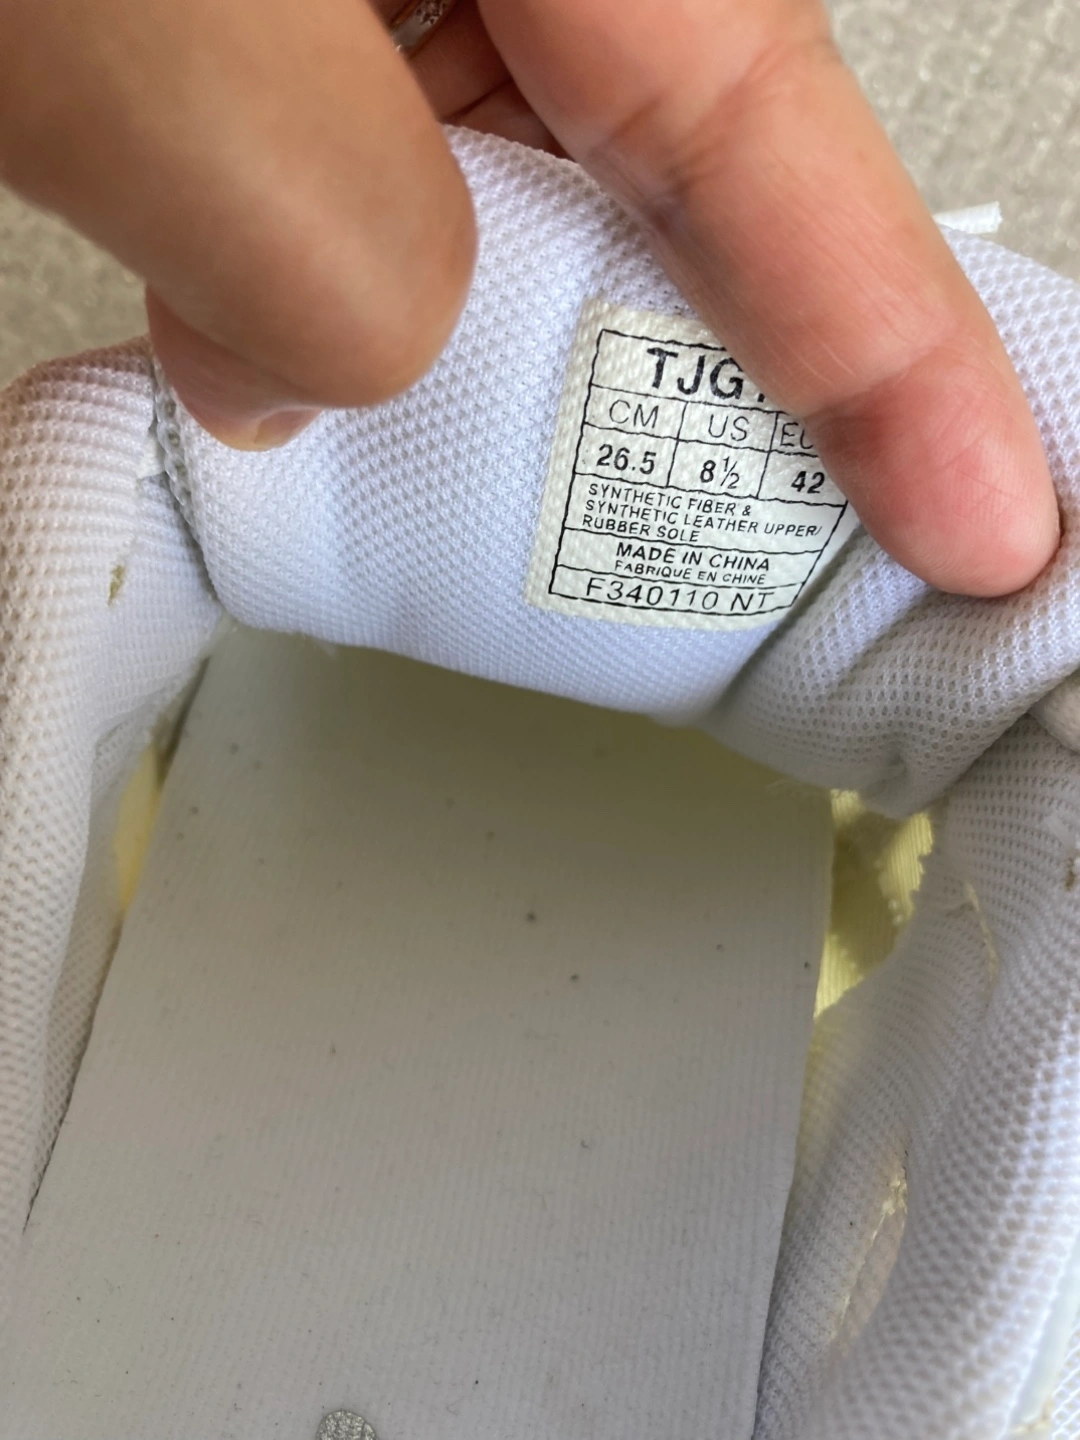 TJG
CM US EU
26.5 8½ 42
SYNTHETIC FIBER &
SYNTHETIC LEATHER UPPER/
RUBBER SOLE
MADE IN CHINA
FABRIQUE EN CHINE
F340110 NT